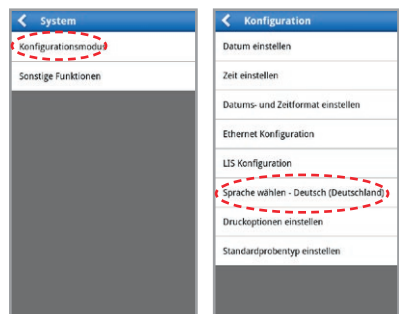 System
Konfigurationsmodus
Sonstige Funktionen
Konfiguration
Datum einstellen
Zeit einstellen
Datums- und Zeitformat einstellen
Ethernet Konfiguration
LIS Konfiguration
Sprache wählen - Deutsch (Deutschland)
Druckoptionen einstellen
Standardprobentyp einstellen